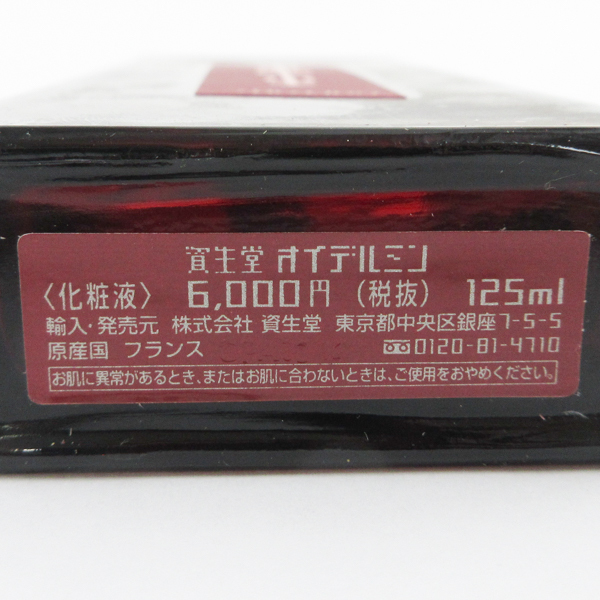 資生堂 オイデルミン
〈化粧液〉 6,000円 (税抜) 125ml
輸入・発売元 株式会社 資生堂 東京都中央区銀座7-5-5
原産国 フランス 0120-81-4710
お肌に異常があるとき、またはお肌に合わないときは、ご使用をおやめください。